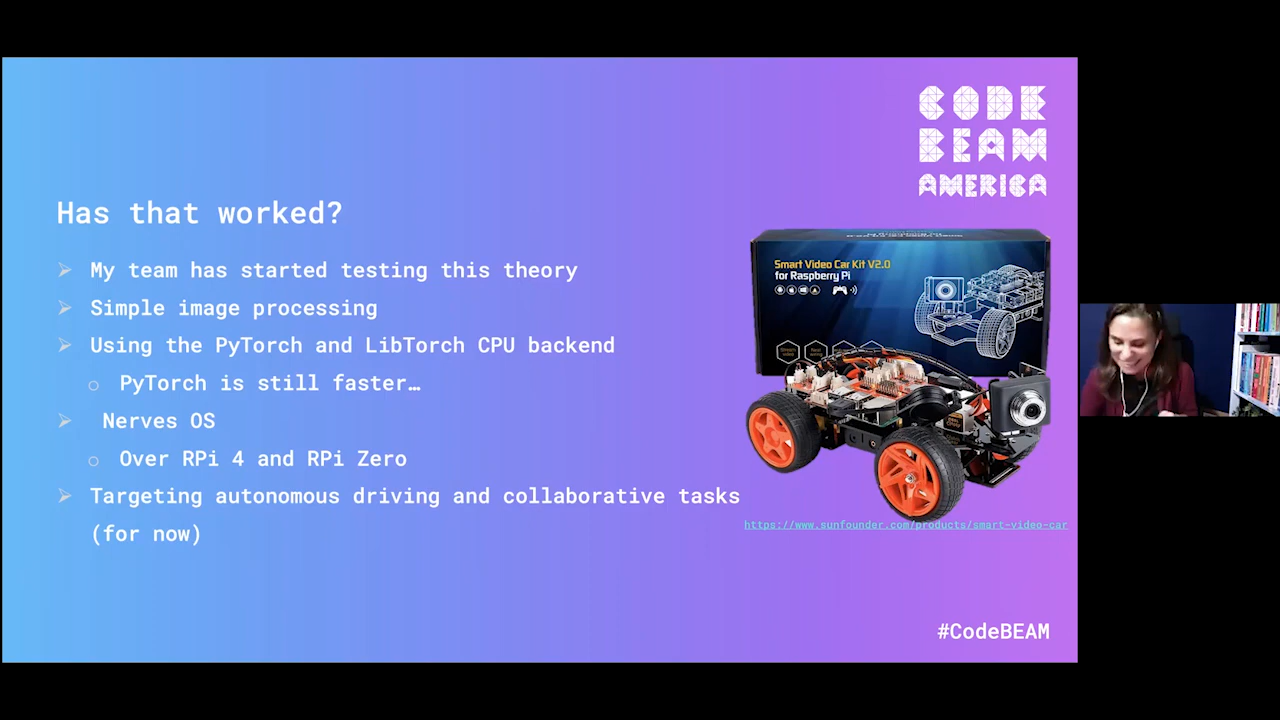 CODE
BEAM
AMERICA
Has that worked?
My team has started testing this theory
Simple image processing
Using the PyTorch and LibTorch CPU backend
PyTorch is still faster…
Nerves OS
Over RPi 4 and RPi Zero
Targeting autonomous driving and collaborative tasks
(for now)
Smart Video Car Kit V2.0
for Raspberry Pi
https://www.sunfounder.com/products/smart-video-car
#CodeBEAM